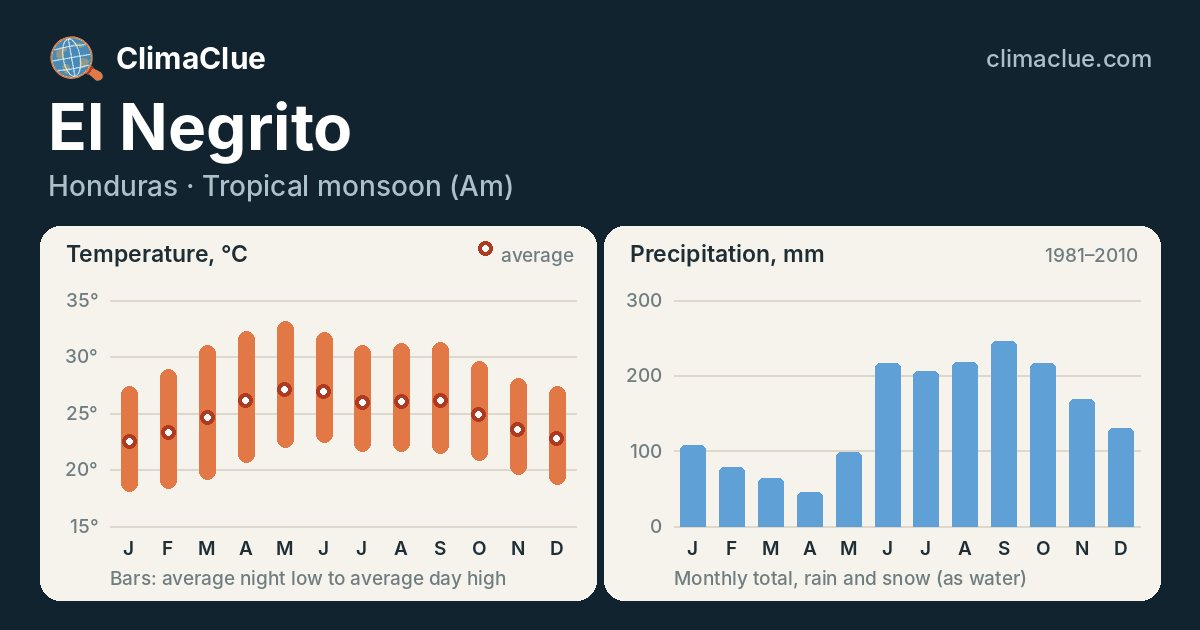 ClimaClue
climaclue.com
El Negrito
Honduras · Tropical monsoon (Am)
Temperature, °C
average
35°
30°
25°
20°
15°
J F M A M J J A S O N D
Bars: average night low to average day high
Precipitation, mm
1981–2010
300
200
100
0
J F M A M J J A S O N D
Monthly total, rain and snow (as water)